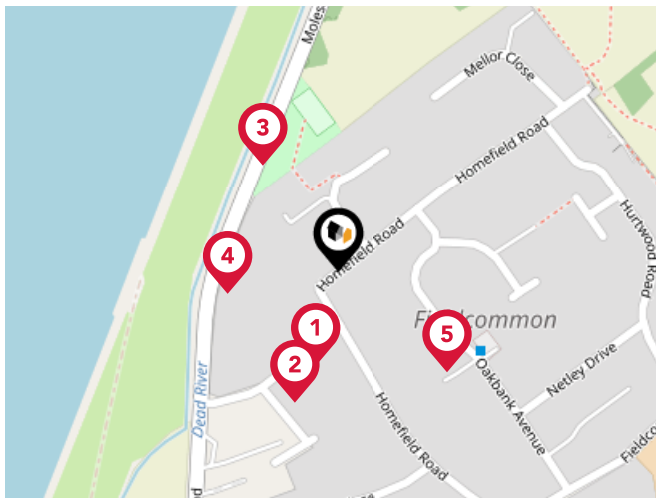 Moles
Mellor Close
Homefield Road
3
Hurtwood Road
Homefield Road
4
Fieldcommon
1
5
2
Netley Drive
Dead River
Oakbank Avenue
Homefield Road
Fieldco
d